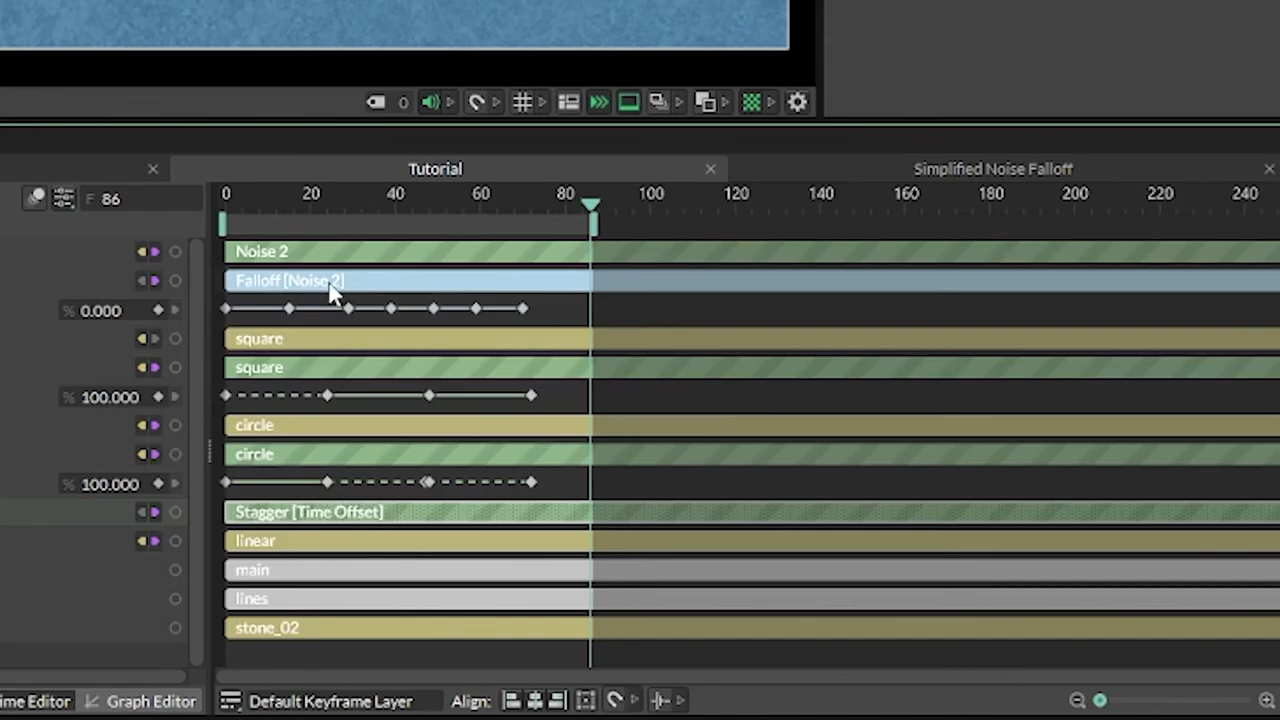 0
Tutorial
Simplified Noise Falloff
F 86
0 20 40 60 80 100 120 140 160 180 200 220 240
Noise 2
Falloff [Noise 2]
% 0.000
square
square
% 100.000
circle
circle
% 100.000
Stagger [Time Offset]
linear
main
lines
stone_02
ime Editor
Graph Editor
Default Keyframe Layer
Align: